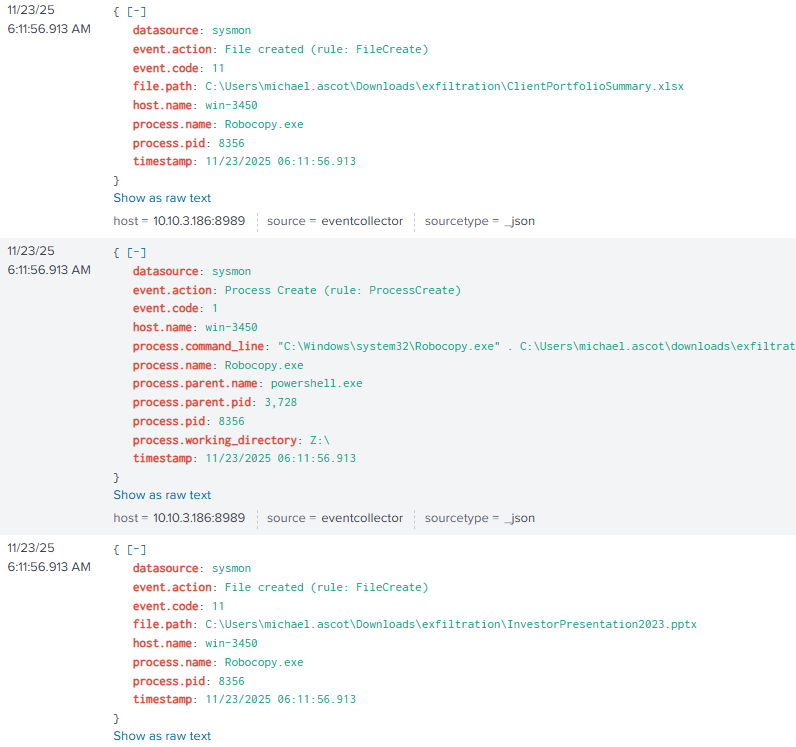 11/23/25
6:11:56.913 AM
{ [-]
datasource: sysmon
event.action: File created (rule: FileCreate)
event.code: 11
file.path: C:\Users\michael.ascot\Downloads\exfiltration\ClientPortfolioSummary.xlsx
host.name: win-3450
process.name: Robocopy.exe
process.pid: 8356
timestamp: 11/23/2025 06:11:56.913
}
Show as raw text
host = 10.10.3.186:8989 source = eventcollector sourcetype = _json
11/23/25
6:11:56.913 AM
{ [-]
datasource: sysmon
event.action: Process Create (rule: ProcessCreate)
event.code: 1
host.name: win-3450
process.command_line: "C:\Windows\system32\Robocopy.exe" . C:\Users\michael.ascot\downloads\exfiltrat
process.name: Robocopy.exe
process.parent.name: powershell.exe
process.parent.pid: 3,728
process.pid: 8356
process.working_directory: Z:\
timestamp: 11/23/2025 06:11:56.913
}
Show as raw text
host = 10.10.3.186:8989 source = eventcollector sourcetype = _json
11/23/25
6:11:56.913 AM
{ [-]
datasource: sysmon
event.action: File created (rule: FileCreate)
event.code: 11
file.path: C:\Users\michael.ascot\Downloads\exfiltration\InvestorPresentation2023.pptx
host.name: win-3450
process.name: Robocopy.exe
process.pid: 8356
timestamp: 11/23/2025 06:11:56.913
}
Show as raw text